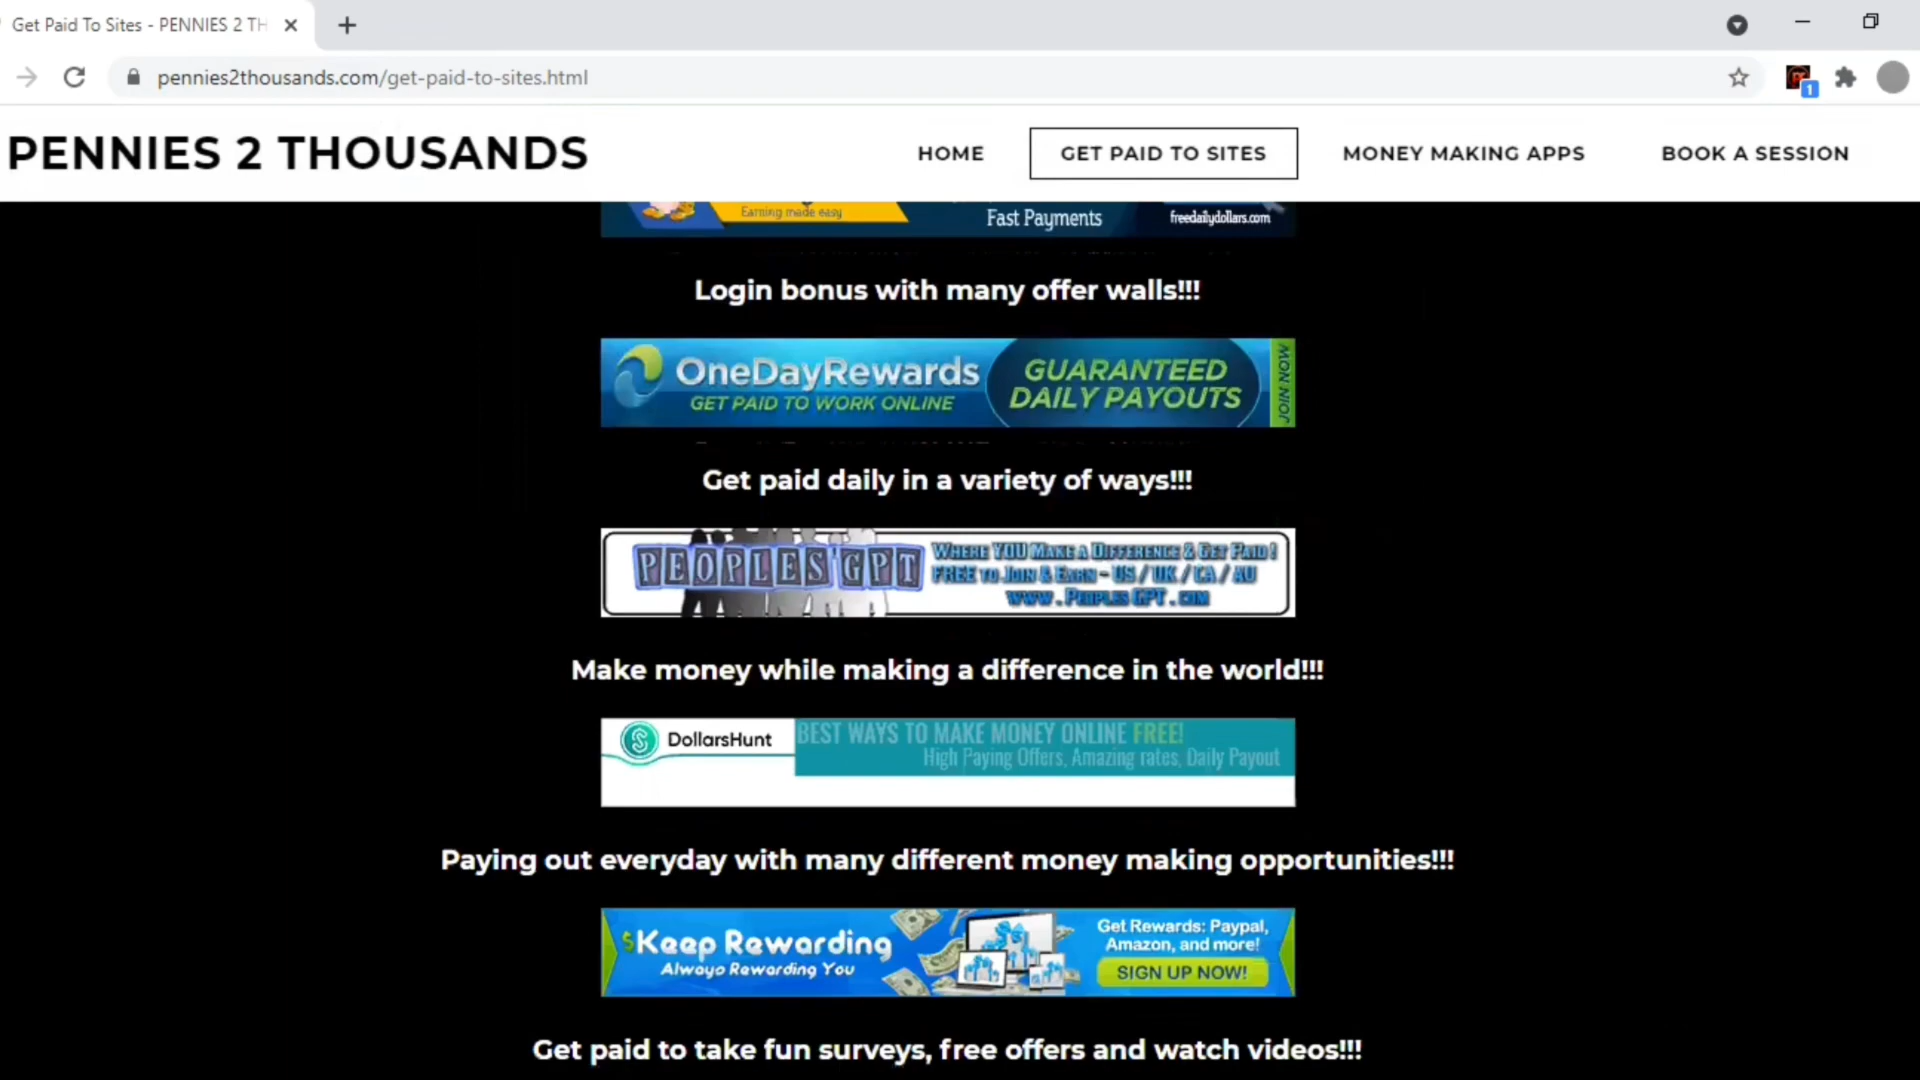 Get Paid To Sites - PENNIES 2 TH
pennies2thousands.com/get-paid-to-sites.html
1
PENNIES 2 THOUSANDS
HOME
GET PAID TO SITES
MONEY MAKING APPS
BOOK A SESSION
Earning made easy
Fast Payments
freedailydollars.com
Login bonus with many offer walls!!!
OneDayRewards
GET PAID TO WORK ONLINE
GUARANTEED
DAILY PAYOUTS
JOIN NOW
Get paid daily in a variety of ways!!!
PEOPLES GPT
WHERE YOU MAKE A DIFFERENCE & GET PAID!
FREE TO JOIN & EARN - US / UK / CA / AU
WWW.PEOPLESGPT.COM
Make money while making a difference in the world!!!
DollarsHunt
BEST WAYS TO MAKE MONEY ONLINE FREE!
High Paying Offers, Amazing rates, Daily Payout
Paying out everyday with many different money making opportunities!!!
$Keep Rewarding
Always Rewarding You
Get Rewards: Paypal,
Amazon, and more!
SIGN UP NOW!
Get paid to take fun surveys, free offers and watch videos!!!